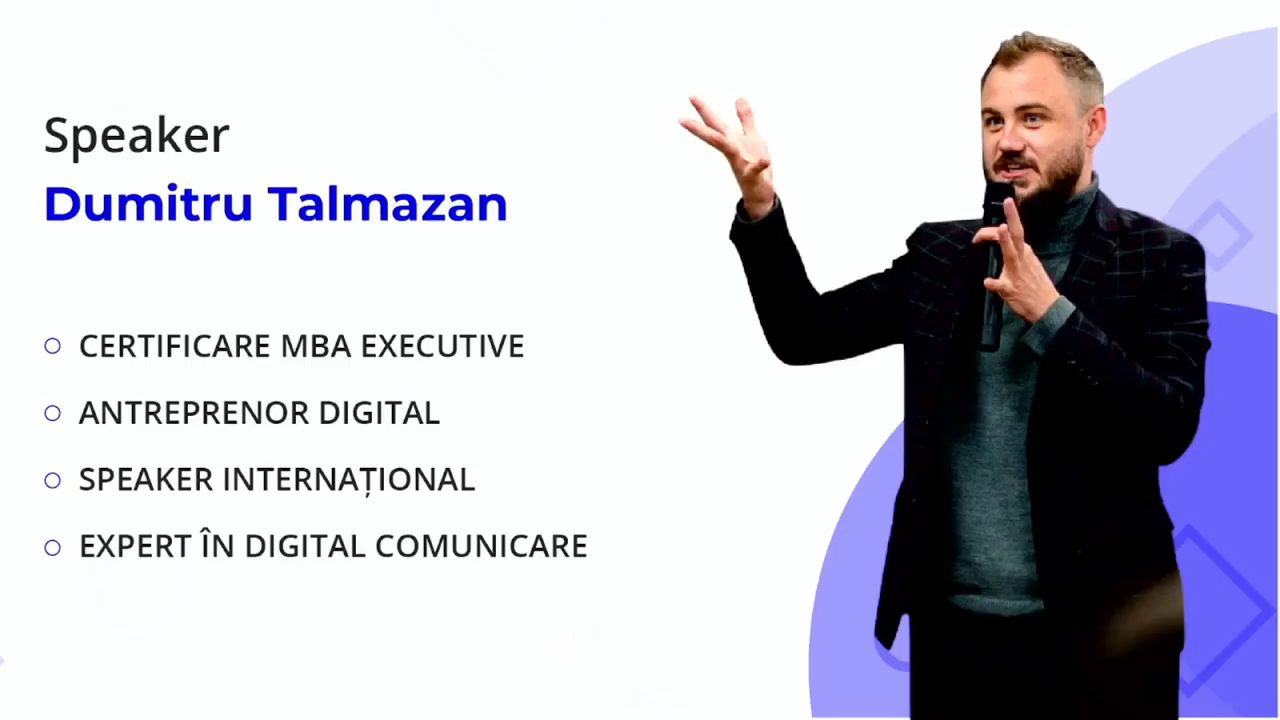 Speaker
Dumitru Talmazan
CERTIFICARE MBA EXECUTIVE
ANTREPRENOR DIGITAL
SPEAKER INTERNAȚIONAL
EXPERT ÎN DIGITAL COMUNICARE